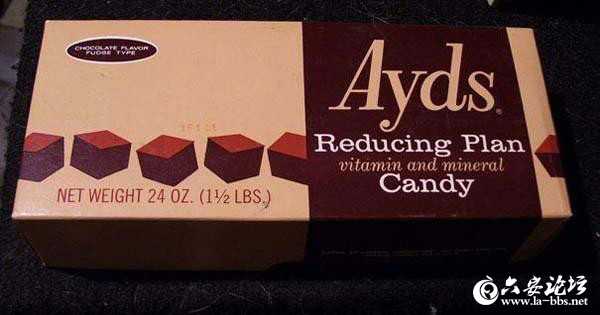 CHOCOLATE FLAVOR
FUDGE TYPE
NET WEIGHT 24 OZ. (1½ LBS.)
Ayds®
Reducing Plan
vitamin and mineral
Candy
六安论坛
www.la-bbs.net